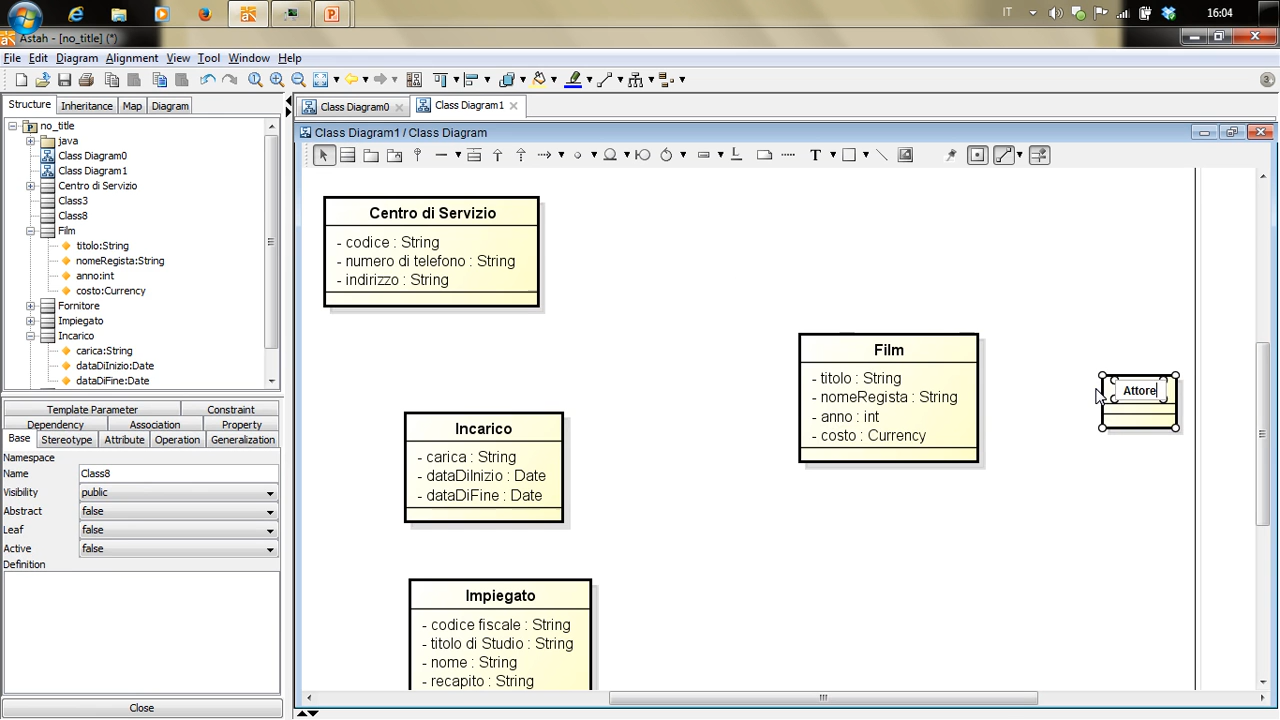 IT
16:04
Astah - [no_title] (*)
File Edit Diagram Alignment View Tool Window Help
Structure Inheritance Map Diagram
Class Diagram0
Class Diagram1
Class Diagram1 / Class Diagram
no_title
java
Class Diagram0
Class Diagram1
Centro di Servizio
Class3
Class8
Film
titolo:String
nomeRegista:String
anno:int
costo:Currency
Fornitore
Impiegato
Incarico
carica:String
dataDiInizio:Date
dataDiFine:Date
Template Parameter Constraint
Dependency Association Property
Base Stereotype Attribute Operation Generalization
Namespace
Name Class8
Visibility public
Abstract false
Leaf false
Active false
Definition
Close
Centro di Servizio
- codice : String
- numero di telefono : String
- indirizzo : String
Film
- titolo : String
- nomeRegista : String
- anno : int
- costo : Currency
Attore
Incarico
- carica : String
- dataDiInizio : Date
- dataDiFine : Date
Impiegato
- codice fiscale : String
- titolo di Studio : String
- nome : String
- recapito : String